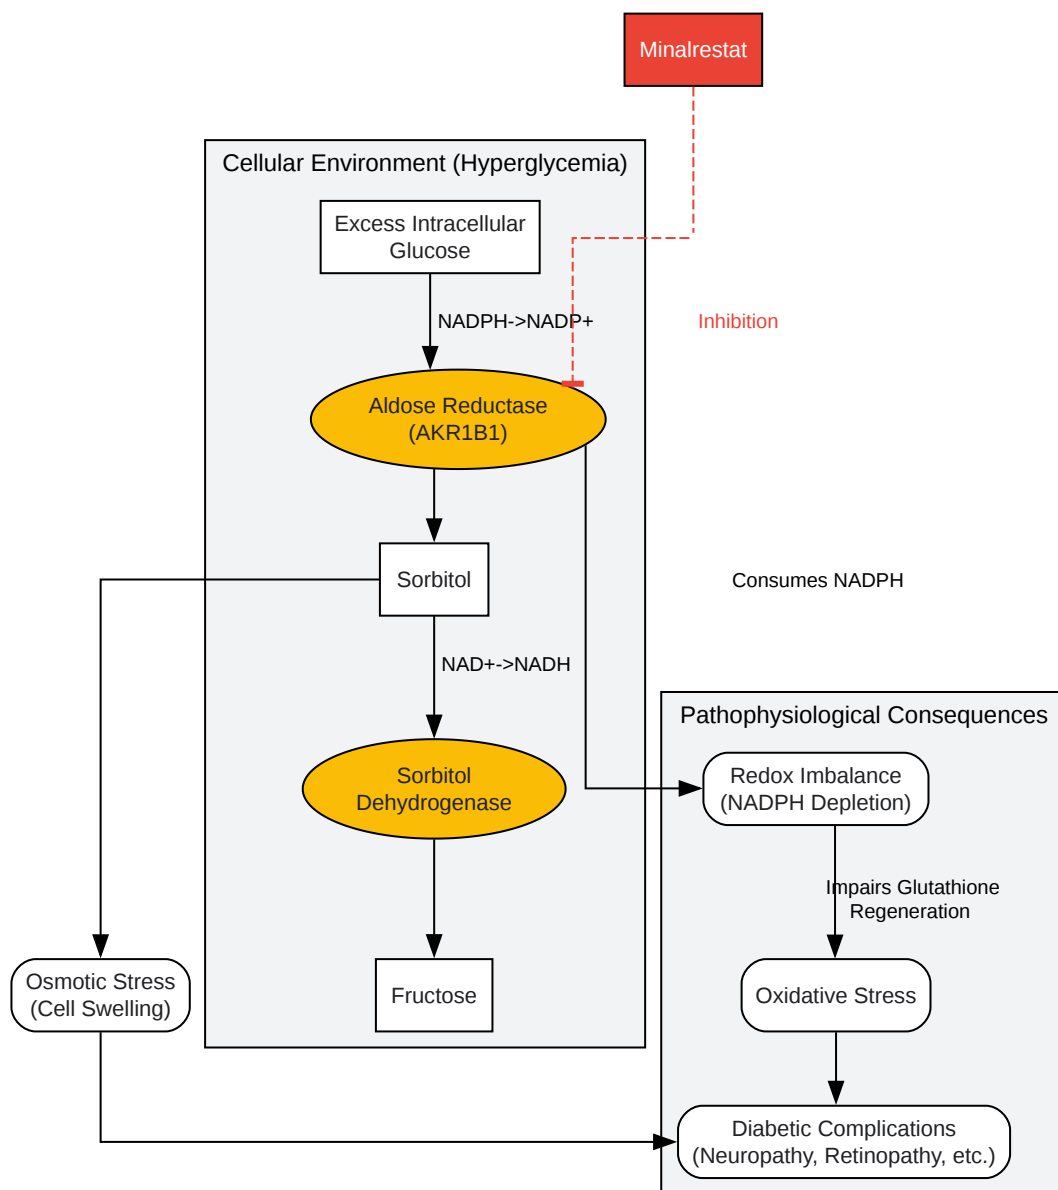 Minalrestat
Cellular Environment (Hyperglycemia)
Excess Intracellular
Glucose
NADPH->NADP+
Inhibition
Aldose Reductase
(AKR1B1)
Sorbitol
Consumes NADPH
NAD+->NADH
Pathophysiological Consequences
Sorbitol
Dehydrogenase
Redox Imbalance
(NADPH Depletion)
Impairs Glutathione
Regeneration
Osmotic Stress
(Cell Swelling)
Fructose
Oxidative Stress
Diabetic Complications
(Neuropathy, Retinopathy, etc.)